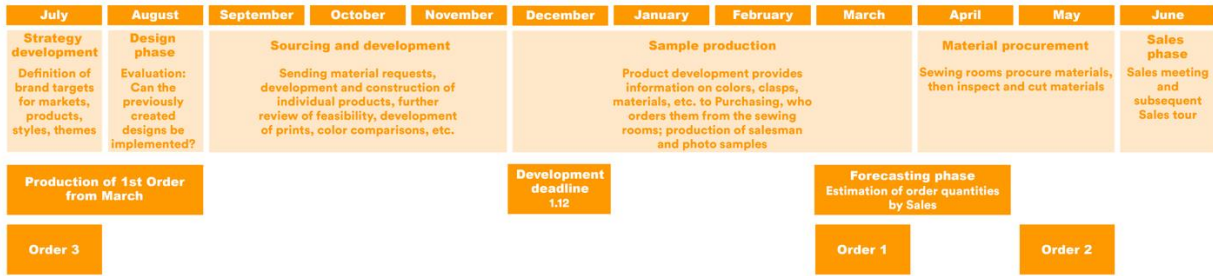 July August September October November December January February March April May June
Strategy
development
Definition of
brand targets
for markets,
products,
styles, themes
Design
phase
Evaluation:
Can the
previously
created
designs be
implemented?
Sourcing and development
Sending material requests,
development and construction of
individual products, further
review of feasibility, development
of prints, color comparisons, etc.
Sample production
Product development provides
information on colors, clasps,
materials, etc. to Purchasing, who
orders them from the sewing
rooms; production of salesman
and photo samples
Material procurement
Sewing rooms procure materials,
then inspect and cut materials
Sales
phase
Sales meeting
and
subsequent
Sales tour
Production of 1st Order
from March
Development
deadline
1.12
Forecasting phase
Estimation of order quantities
by Sales
Order 3
Order 1
Order 2